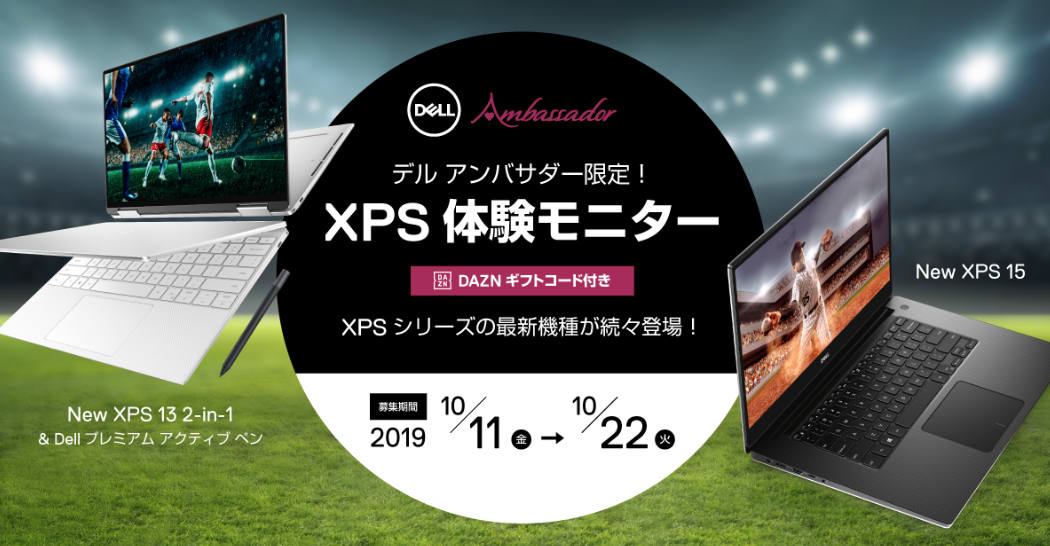 DELL Ambassador
デル アンバサダー限定！
XPS 体験モニター
DAZN DAZN ギフトコード付き
XPS シリーズの最新機種が続々登場！
New XPS 15
New XPS 13 2-in-1
& Dell プレミアム アクティブ ペン
募集期間
2019 10/11 金 → 10/22 火
DELL